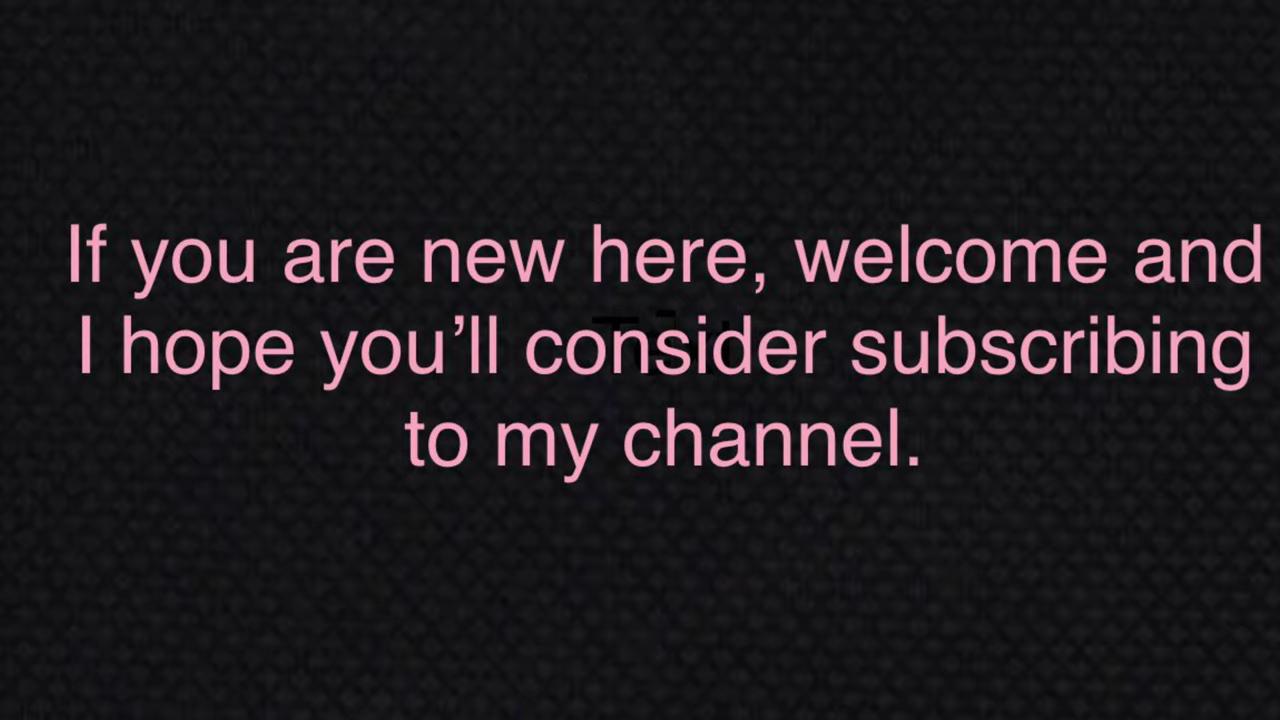 If you are new here, welcome and
I hope you’ll consider subscribing
to my channel.